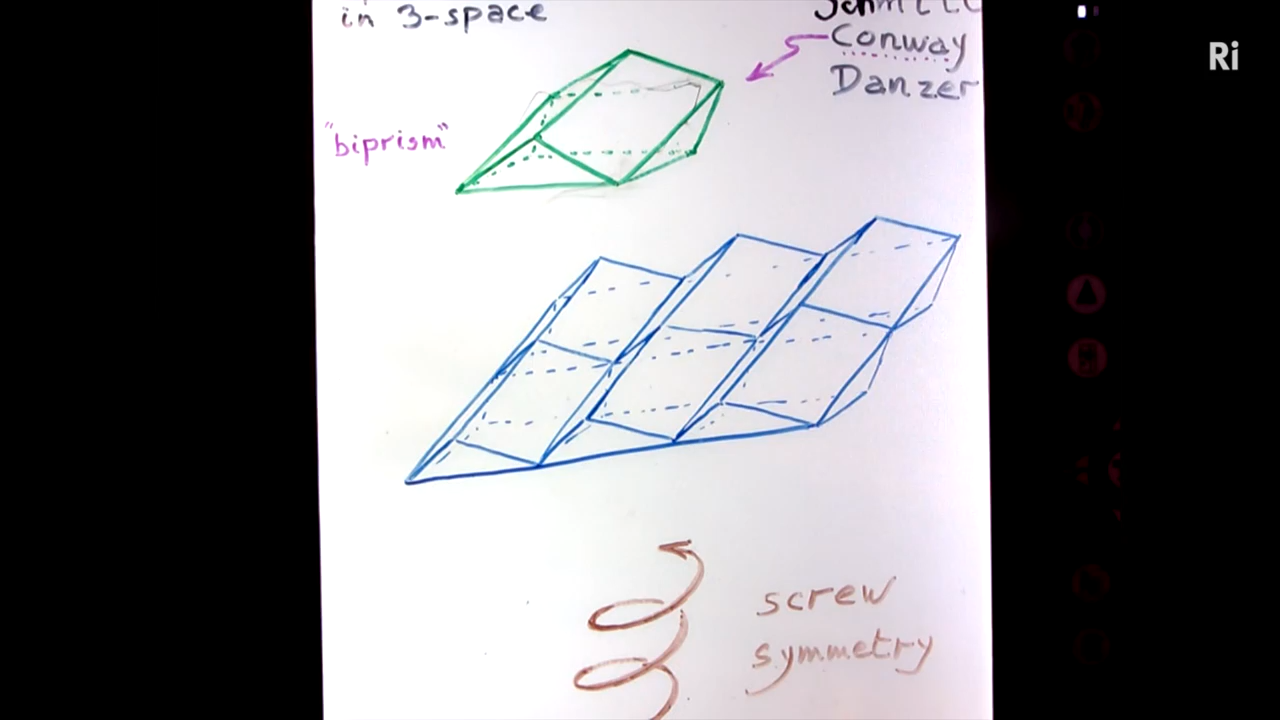 in 3-space
Conway
Danzer
"biprism"
screw
symmetry
Ri